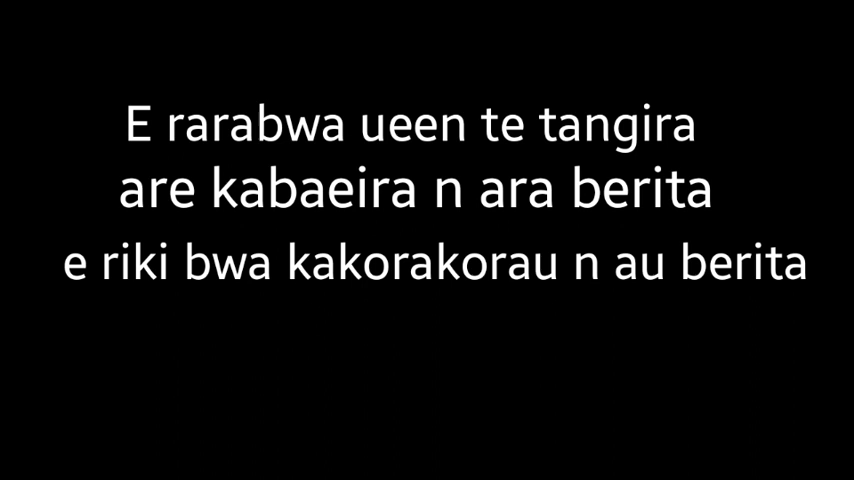 E rarabwa ueen te tangira
are kabaeira n ara berita
e riki bwa kakorakorau n au berita